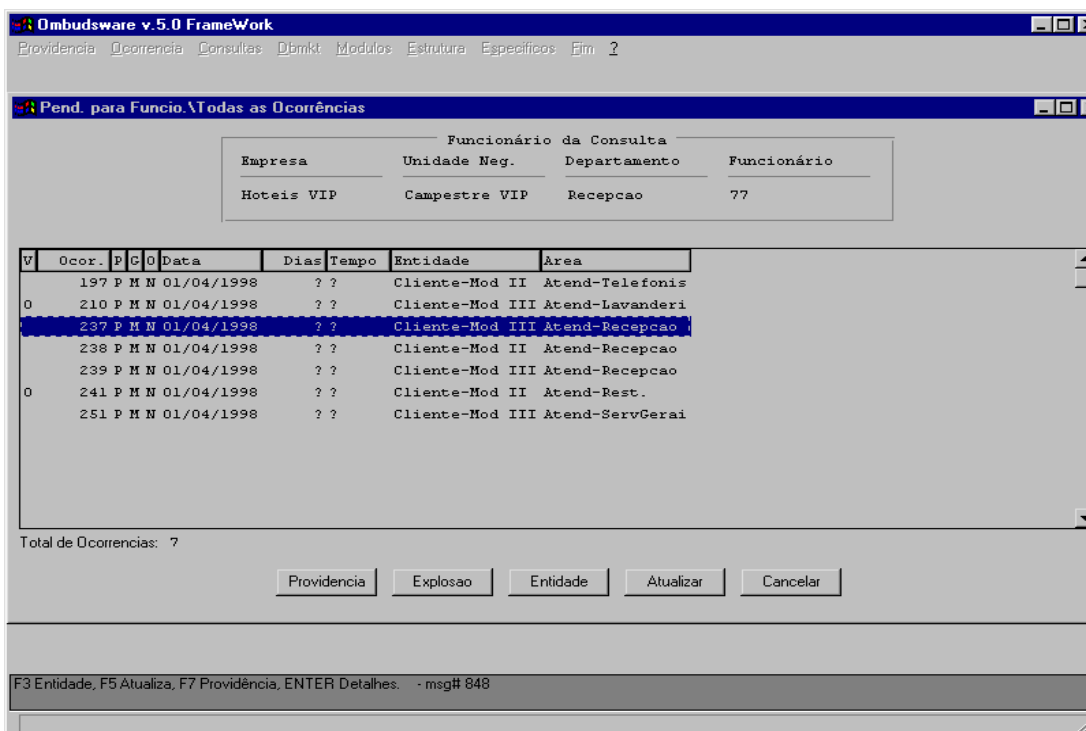 Ombudsware v.5.0 FrameWork
Providencia Ocorrencia Consultas Dbmkt Modulos Estrutura Especificos Fim ?
Pend. para Funcio.\Todas as Ocorrências
Funcionário da Consulta
Empresa Unidade Neg. Departamento Funcionário
Hoteis VIP Campestre VIP Recepcao 77
V Ocor. P G O Data Dias Tempo Entidade Area
197 P M N 01/04/1998 ? ? Cliente-Mod II Atend-Telefonis
O 210 P M N 01/04/1998 ? ? Cliente-Mod III Atend-Lavanderi
237 P M N 01/04/1998 ? ? Cliente-Mod III Atend-Recepcao
238 P M N 01/04/1998 ? ? Cliente-Mod II Atend-Recepcao
239 P M N 01/04/1998 ? ? Cliente-Mod III Atend-Recepcao
O 241 P M N 01/04/1998 ? ? Cliente-Mod II Atend-Rest.
251 P M N 01/04/1998 ? ? Cliente-Mod III Atend-ServGerai
Total de Ocorrencias: 7
Providencia Explosao Entidade Atualizar Cancelar
F3 Entidade, F5 Atualiza, F7 Providência, ENTER Detalhes. - msg# 848